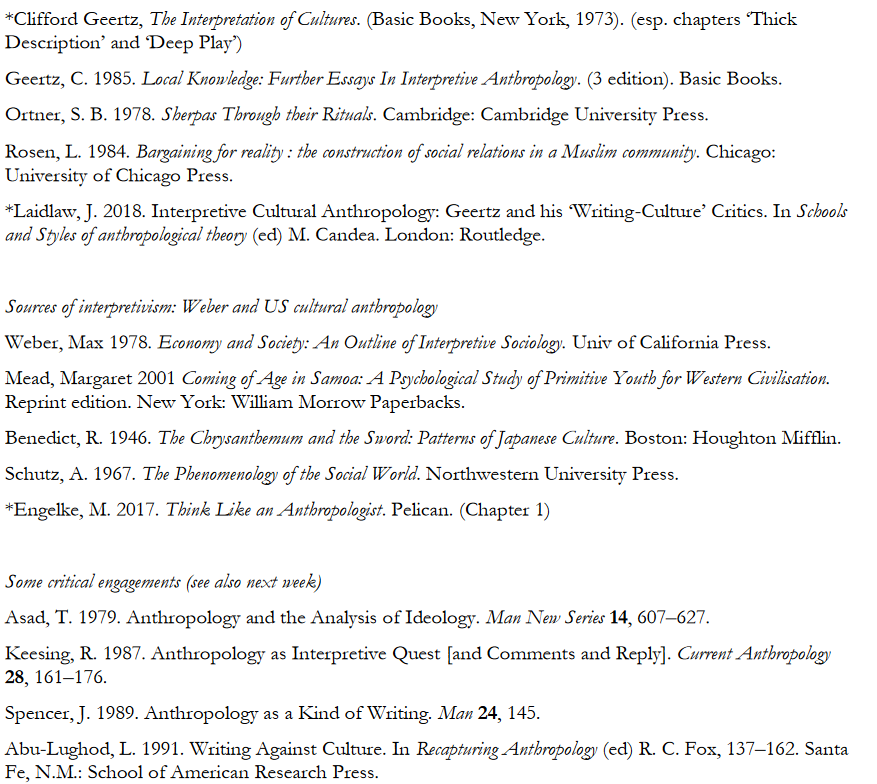 *Clifford Geertz, The Interpretation of Cultures. (Basic Books, New York, 1973). (esp. chapters ‘Thick
Description’ and ‘Deep Play’)
Geertz, C. 1985. Local Knowledge: Further Essays In Interpretive Anthropology. (3 edition). Basic Books.
Ortner, S. B. 1978. Sherpas Through their Rituals. Cambridge: Cambridge University Press.
Rosen, L. 1984. Bargaining for reality : the construction of social relations in a Muslim community. Chicago:
University of Chicago Press.
*Laidlaw, J. 2018. Interpretive Cultural Anthropology: Geertz and his ‘Writing-Culture’ Critics. In Schools
and Styles of anthropological theory (ed) M. Candea. London: Routledge.
Sources of interpretivism: Weber and US cultural anthropology
Weber, Max 1978. Economy and Society: An Outline of Interpretive Sociology. Univ of California Press.
Mead, Margaret 2001 Coming of Age in Samoa: A Psychological Study of Primitive Youth for Western Civilisation.
Reprint edition. New York: William Morrow Paperbacks.
Benedict, R. 1946. The Chrysanthemum and the Sword: Patterns of Japanese Culture. Boston: Houghton Mifflin.
Schutz, A. 1967. The Phenomenology of the Social World. Northwestern University Press.
*Engelke, M. 2017. Think Like an Anthropologist. Pelican. (Chapter 1)
Some critical engagements (see also next week)
Asad, T. 1979. Anthropology and the Analysis of Ideology. Man New Series 14, 607–627.
Keesing, R. 1987. Anthropology as Interpretive Quest [and Comments and Reply]. Current Anthropology
28, 161–176.
Spencer, J. 1989. Anthropology as a Kind of Writing. Man 24, 145.
Abu-Lughod, L. 1991. Writing Against Culture. In Recapturing Anthropology (ed) R. C. Fox, 137–162. Santa
Fe, N.M.: School of American Research Press.